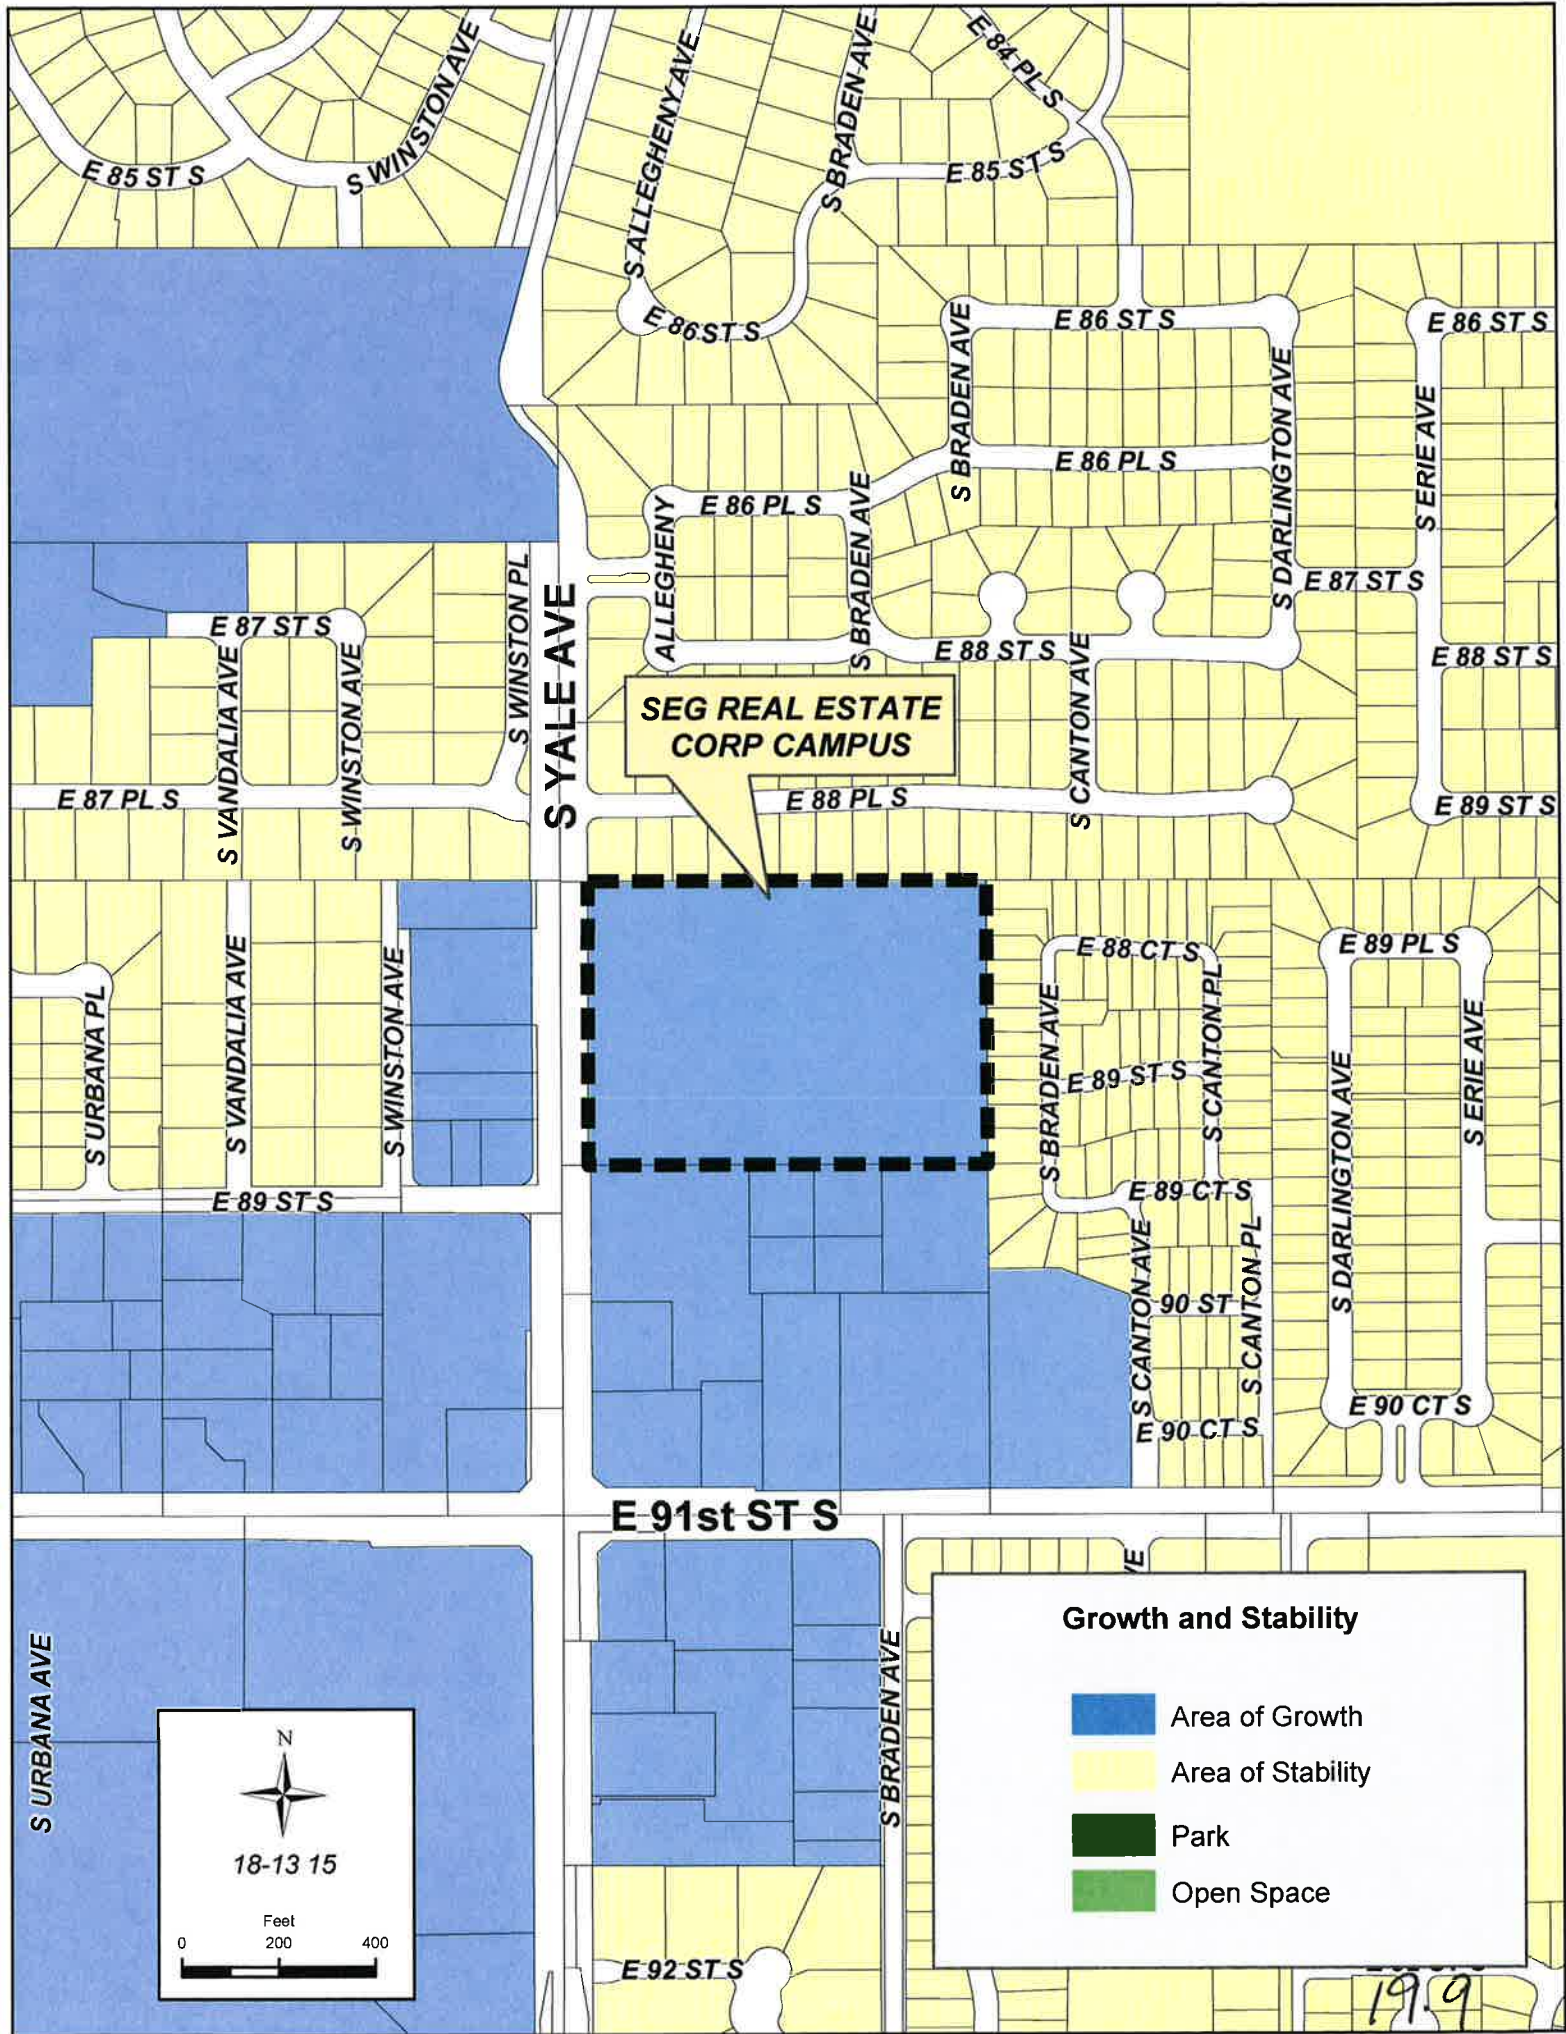 S WINSTON AVE
E 85 ST S
S ALLEGHENY AVE
S BRADEN AVE
E 84 PL S
E 85 ST S
E 86 ST S
S BRADEN AVE
E 86 ST S
E 86 ST S
S DARLINGTON AVE
S ERIE AVE
E 86 PL S
E 86 PL S
S BRADEN AVE
ALLEGHENY
S WINSTON PL
S YALE AVE
E 87 ST S
E 87 ST S
S VANDALIA AVE
S WINSTON AVE
E 88 ST S
S CANTON AVE
E 88 ST S
SEG REAL ESTATE
CORP CAMPUS
E 87 PL S
E 88 PL S
E 89 ST S
S URBANA PL
S VANDALIA AVE
S WINSTON AVE
E 88 CT S
E 89 PL S
S BRADEN AVE
S CANTON PL
E 89 ST S
S DARLINGTON AVE
S ERIE AVE
E 89 ST S
E 89 CT S
S CANTON AVE
90 ST
S CANTON PL
E 90 CT S
E 90 CT S
E 91st ST S
VE
S URBANA AVE
S BRADEN AVE
Growth and Stability
Area of Growth
Area of Stability
Park
Open Space
N
18-13 15
Feet
0 200 400
E 92 ST S
19.9